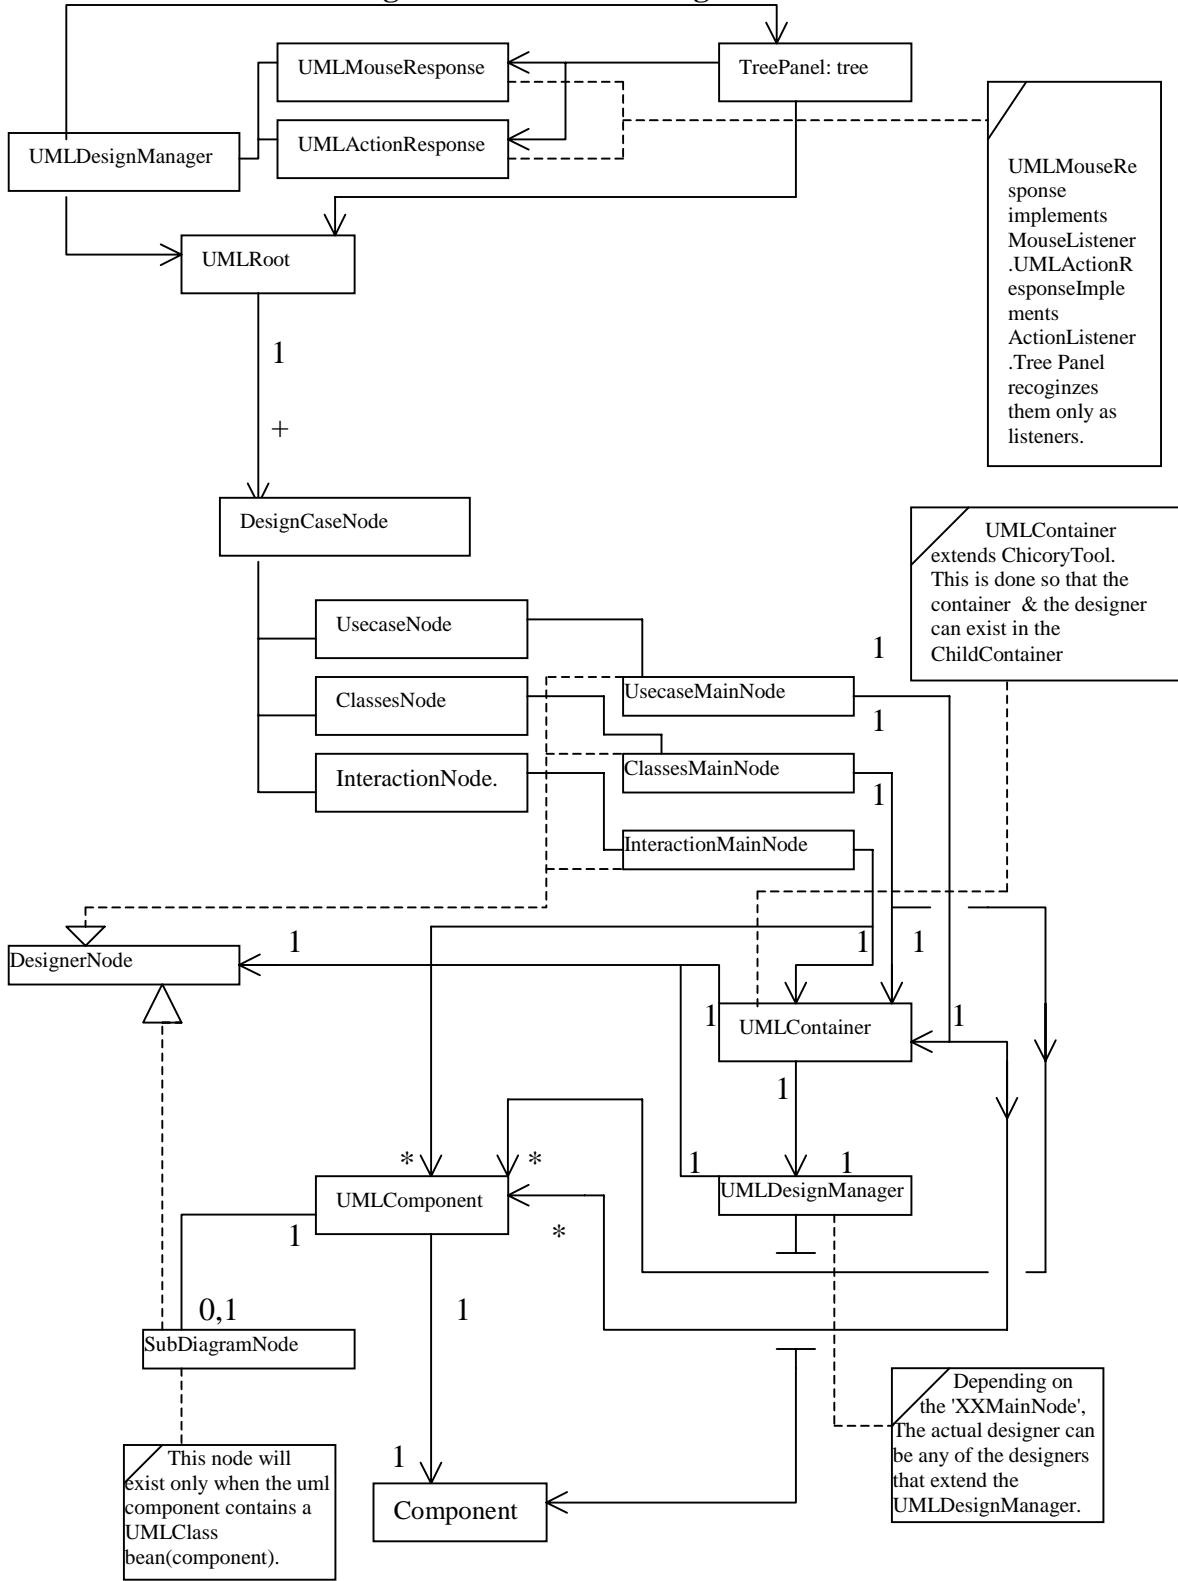 UMLMouseResponse
TreePanel: tree
UMLActionResponse
UMLDesignManager
UMLMouseRe
sponse
implements
MouseListener
.UMLActionR
esponseImple
ments
ActionListener
.Tree Panel
recoginzes
them only as
listeners.
UMLRoot
1
+
DesignCaseNode
UMLContainer
extends ChicoryTool.
This is done so that the
container & the designer
can exist in the
ChildContainer
UsecaseNode
1
ClassesNode
UsecaseMainNode
1
InteractionNode.
ClassesMainNode
1
InteractionMainNode
DesignerNode
1
1
1
1
UMLContainer
1
1
*
*
1
1
UMLComponent
UMLDesignManager
1
*
0,1
1
SubDiagramNode
This node will
exist only when the uml
component contains a
UMLClass
bean(component).
1
Component
Depending on
the 'XXMainNode',
The actual designer can
be any of the designers
that extend the
UMLDesignManager.